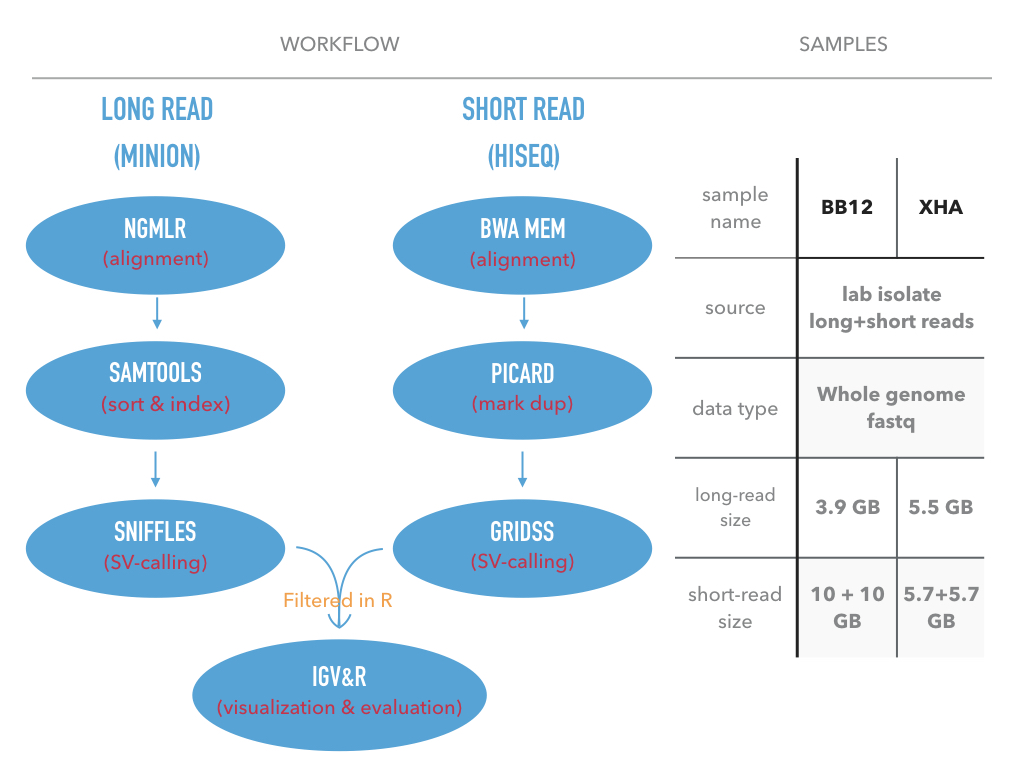 WORKFLOW
SAMPLES
LONG READ
(MINION)
NGMLR
(alignment)
SAMTOOLS
(sort & index)
SNIFFLES
(SV-calling)
SHORT READ
(HISEQ)
BWA MEM
(alignment)
PICARD
(mark dup)
GRIDSS
(SV-calling)
Filtered in R
IGV&R
(visualization & evaluation)
sample
name
BB12
XHA
source
lab isolate
long+short reads
data type
Whole genome
fastq
long-read
size
3.9 GB
5.5 GB
short-read
size
10 + 10
GB
5.7+5.7
GB